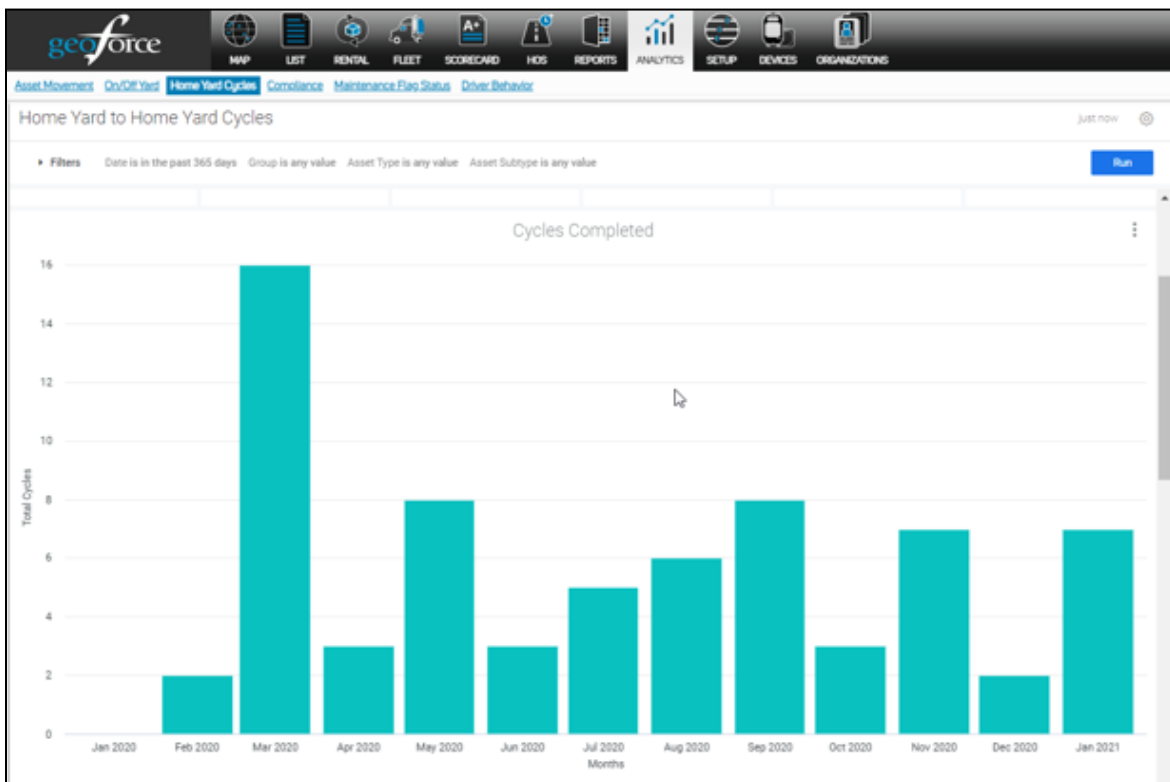 geoforce
MAP LIST RENTAL FLEET SCORECARD HOS REPORTS ANALYTICS SETUP DEVICES ORGANIZATIONS
A+
Asset Movement On/Off Yard Home Yard Cycles Compliance Maintenance Flag Status Driver Behavior
Home Yard to Home Yard Cycles just now
Filters Date is in the past 365 days Group is any value Asset Type is any value Asset Subtype is any value Run
Cycles Completed
16
14
12
10
8
6
4
2
0
Total Cycles
Jan 2020 Feb 2020 Mar 2020 Apr 2020 May 2020 Jun 2020 Jul 2020 Aug 2020 Sep 2020 Oct 2020 Nov 2020 Dec 2020 Jan 2021
Months